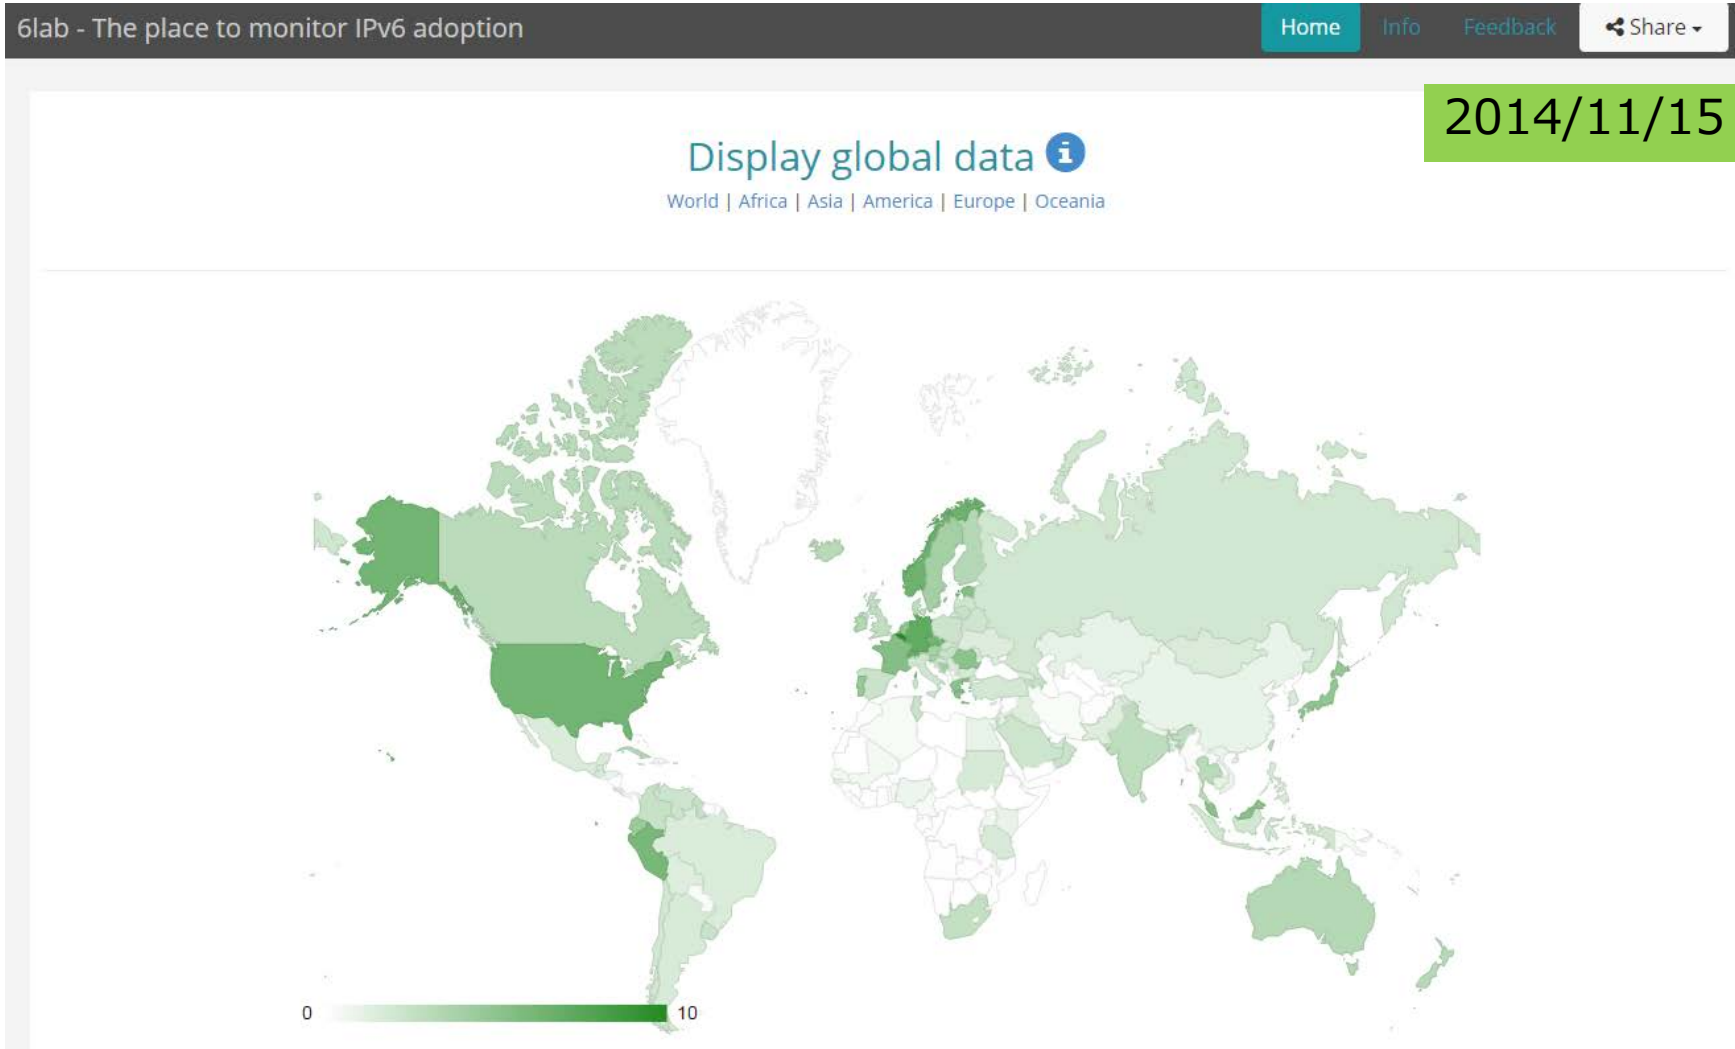 6lab - The place to monitor IPv6 adoption
Home Info Feedback Share
2014/11/15
Display global data
World | Africa | Asia | America | Europe | Oceania
0 10